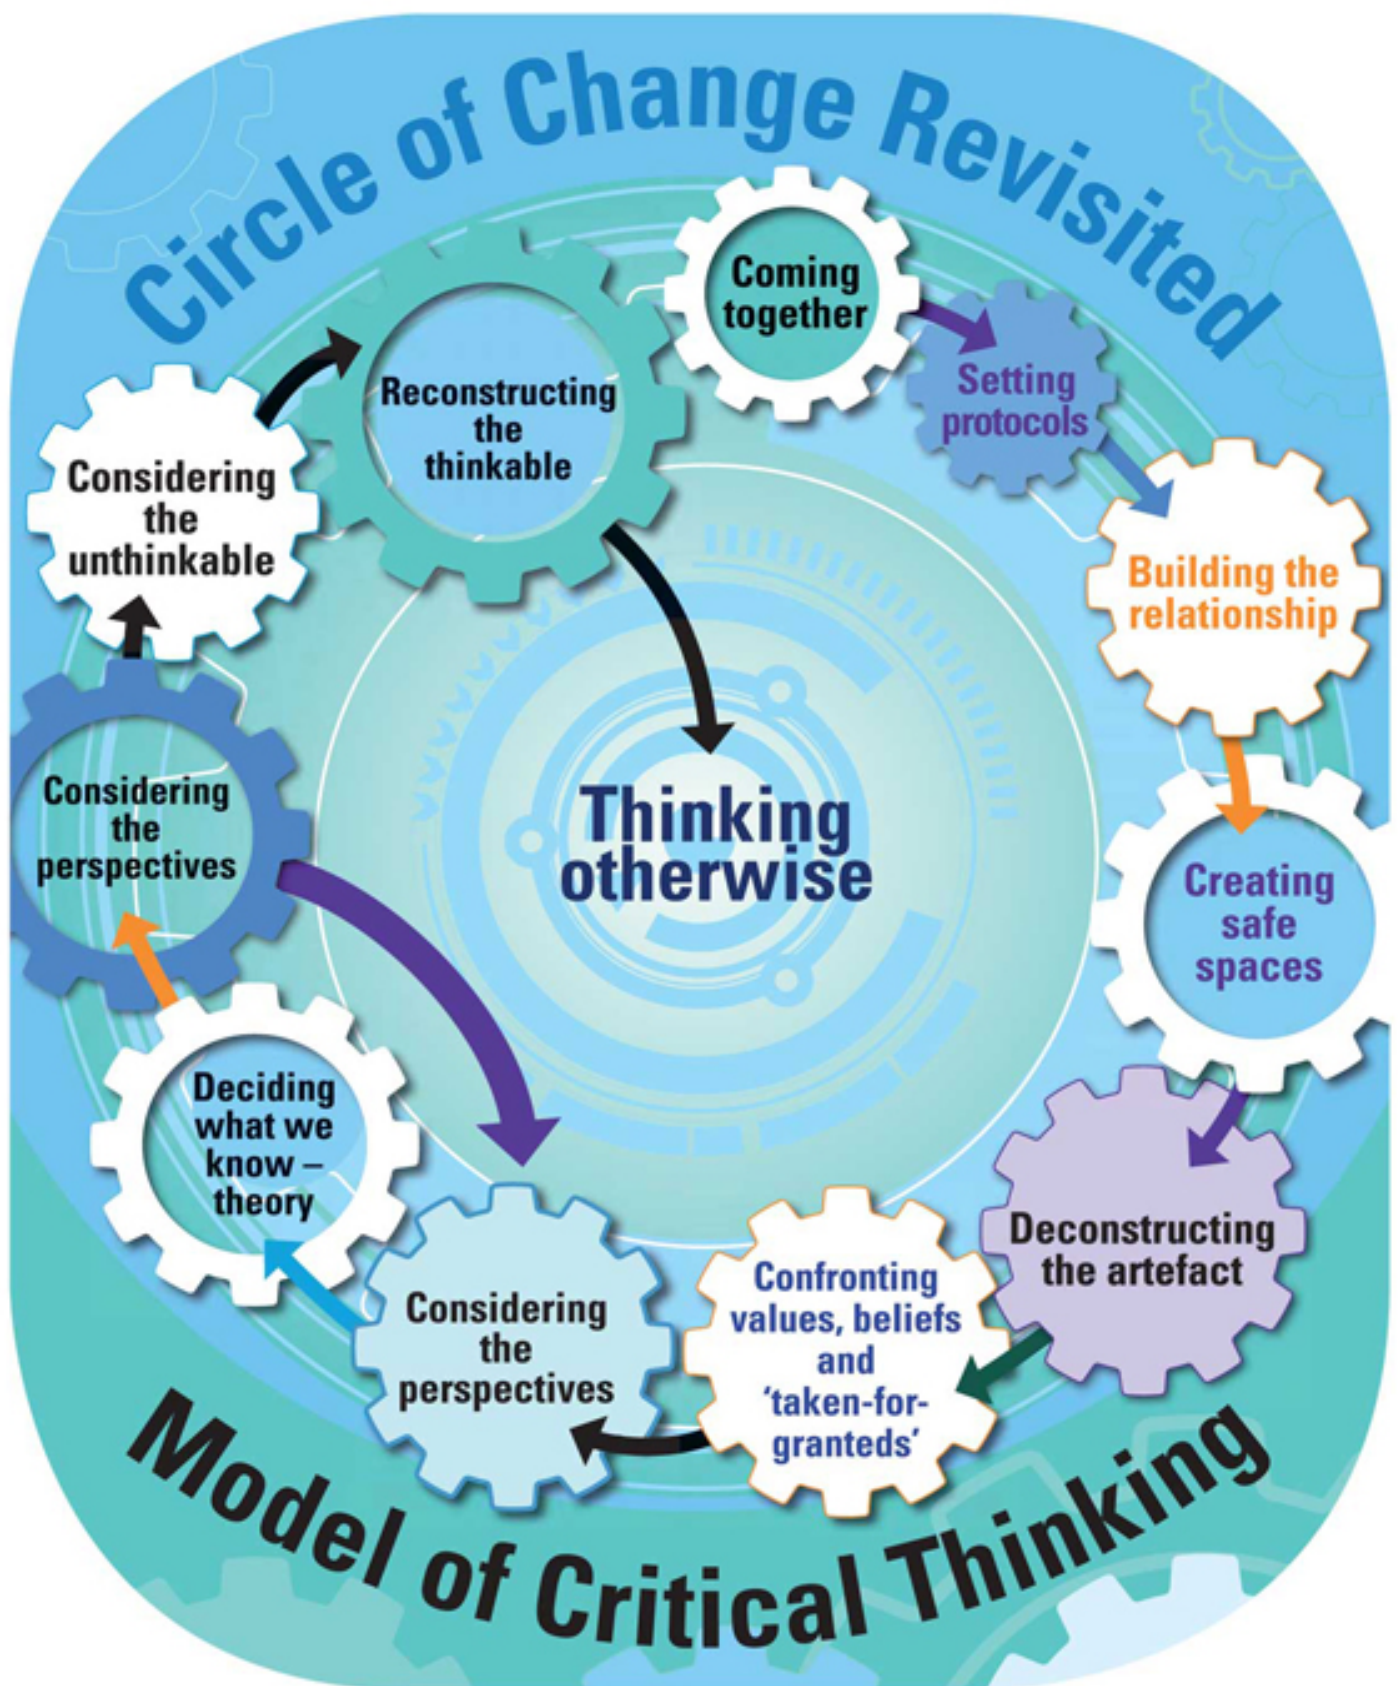 Circle of Change Revisited
Coming
together
Setting
protocols
Building the
relationship
Creating
safe
spaces
Deconstructing
the artefact
Confronting
values, beliefs
and
‘taken-for-
granteds’
Considering
the
perspectives
Deciding
what we
know –
theory
Considering
the
perspectives
Considering
the
unthinkable
Reconstructing
the
thinkable
Thinking
otherwise
Model of Critical Thinking